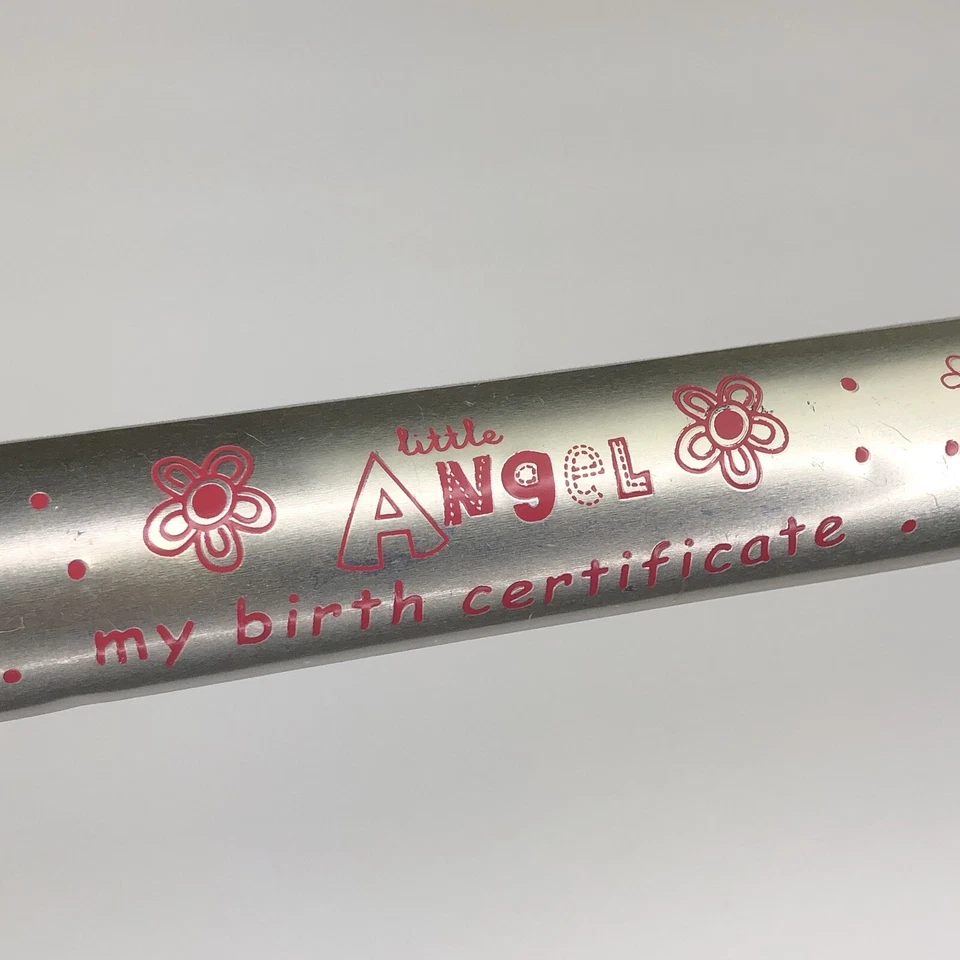 little
ANgeL
my birth certificate